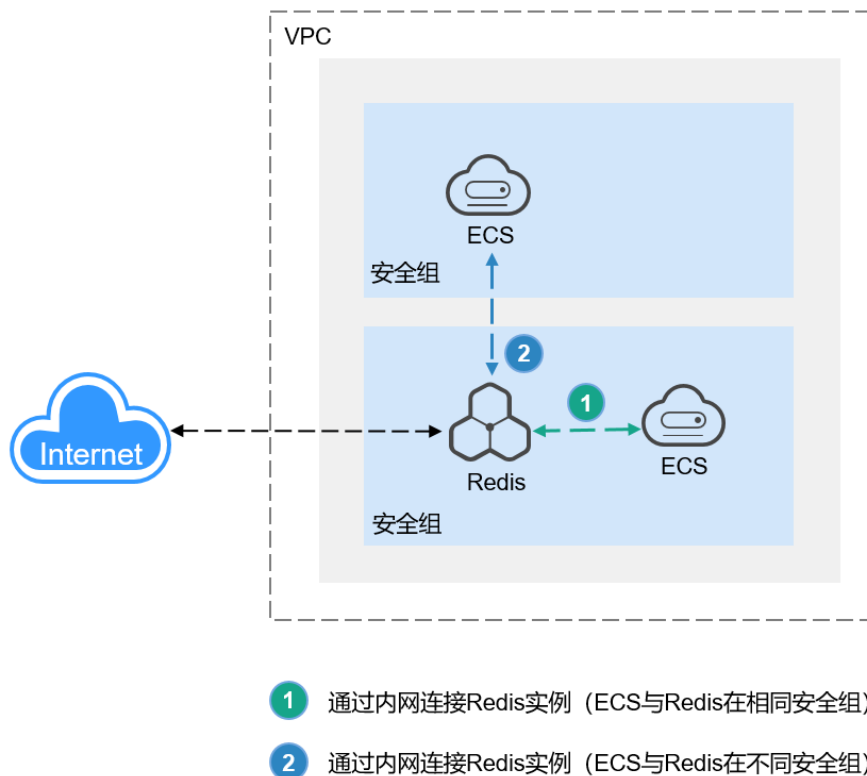 VPC
ECS
安全组
2
1
Internet
Redis
ECS
安全组
1 通过内网连接Redis实例（ECS与Redis在相同安全组）
2 通过内网连接Redis实例（ECS与Redis在不同安全组）